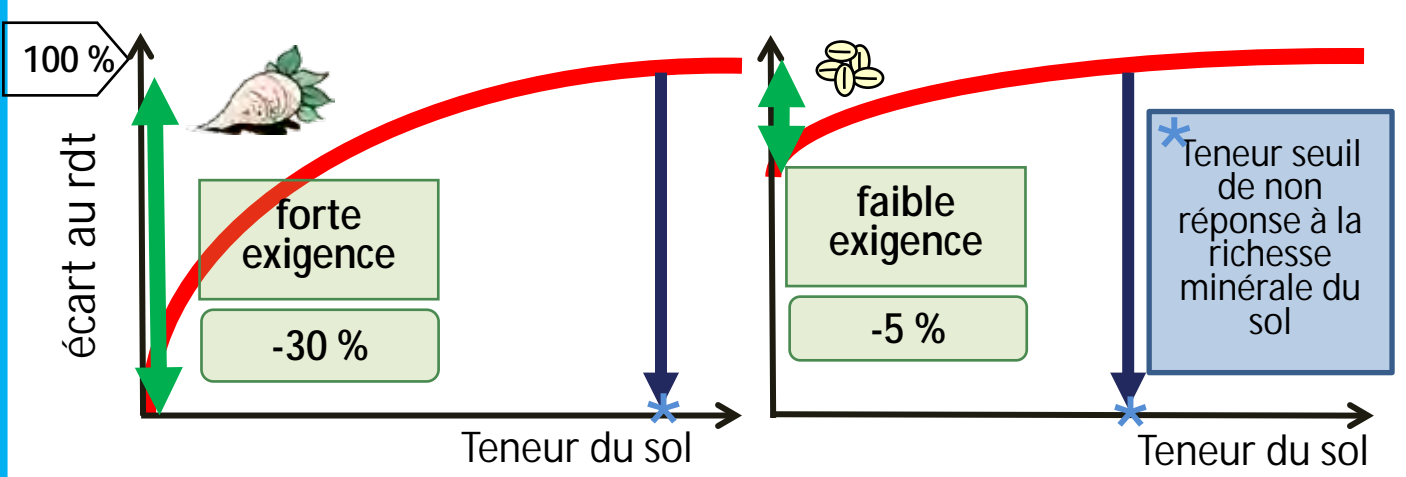 100 %
écart au rdt
forte
exigence
-30 %
Teneur du sol
faible
exigence
-5 %
Teneur du sol
*Teneur seuil
de non
réponse à la
richesse
minérale du
sol